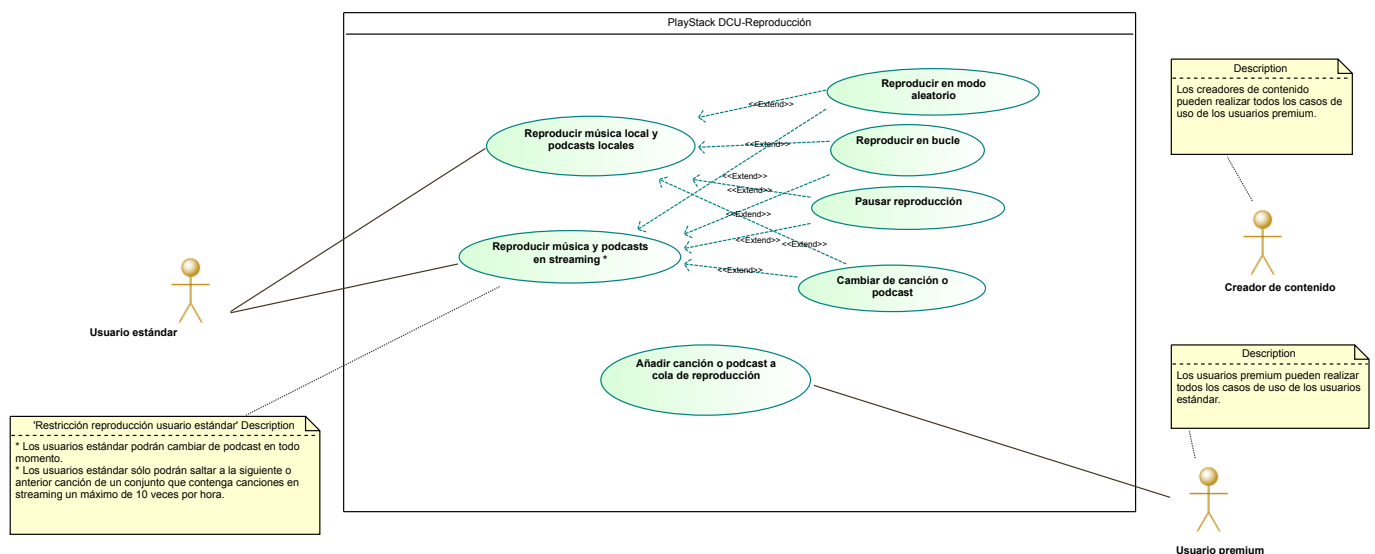 PlayStack DCU-Reproducción
Reproducir en modo
aleatorio
<<Extend>>
Reproducir música local y
podcasts locales
Reproducir en bucle
<<Extend>>
<<Extend>>
<<Extend>>
Pausar reproducción
<<Extend>>
Reproducir música y podcasts
en streaming *
<<Extend>>
<<Extend>>
<<Extend>>
Cambiar de canción o
podcast
Añadir canción o podcast a
cola de reproducción
Usuario estándar
'Restricción reproducción usuario estándar' Description
* Los usuarios estándar podrán cambiar de podcast en todo
momento.
* Los usuarios estándar sólo podrán saltar a la siguiente o
anterior canción de un conjunto que contenga canciones en
streaming un máximo de 10 veces por hora.
Description
Los creadores de contenido
pueden realizar todos los casos de
uso de los usuarios premium.
Creador de contenido
Description
Los usuarios premium pueden realizar
todos los casos de uso de los usuarios
estándar.
Usuario premium